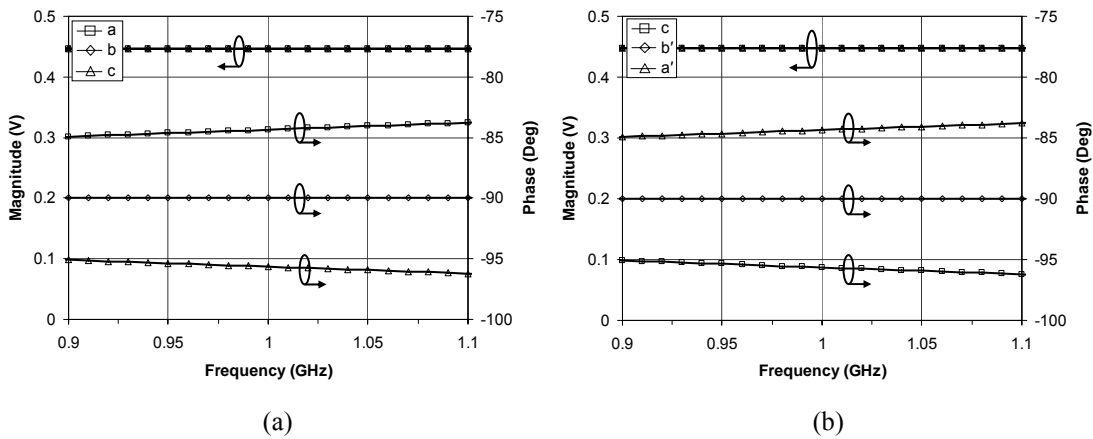 0.5
0.4
0.3
0.2
0.1
0
Magnitude (V)
a
b
c
-75
-80
-85
-90
-95
-100
Phase (Deg)
0.9 0.95 1 1.05 1.1
Frequency (GHz)
(a)
0.5
0.4
0.3
0.2
0.1
0
Magnitude (V)
c
b′
a′
-75
-80
-85
-90
-95
-100
Phase (Deg)
0.9 0.95 1 1.05 1.1
Frequency (GHz)
(b)